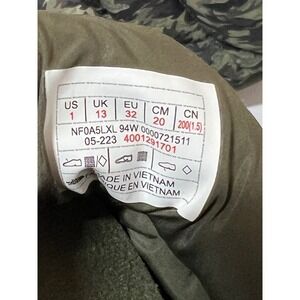 US UK EU CM CN
1 13 32 20 200(1.5)
NF0A5LXL 94W 0000721511
05-223 4001291701
MADE IN VIETNAM
EN VIETNAM